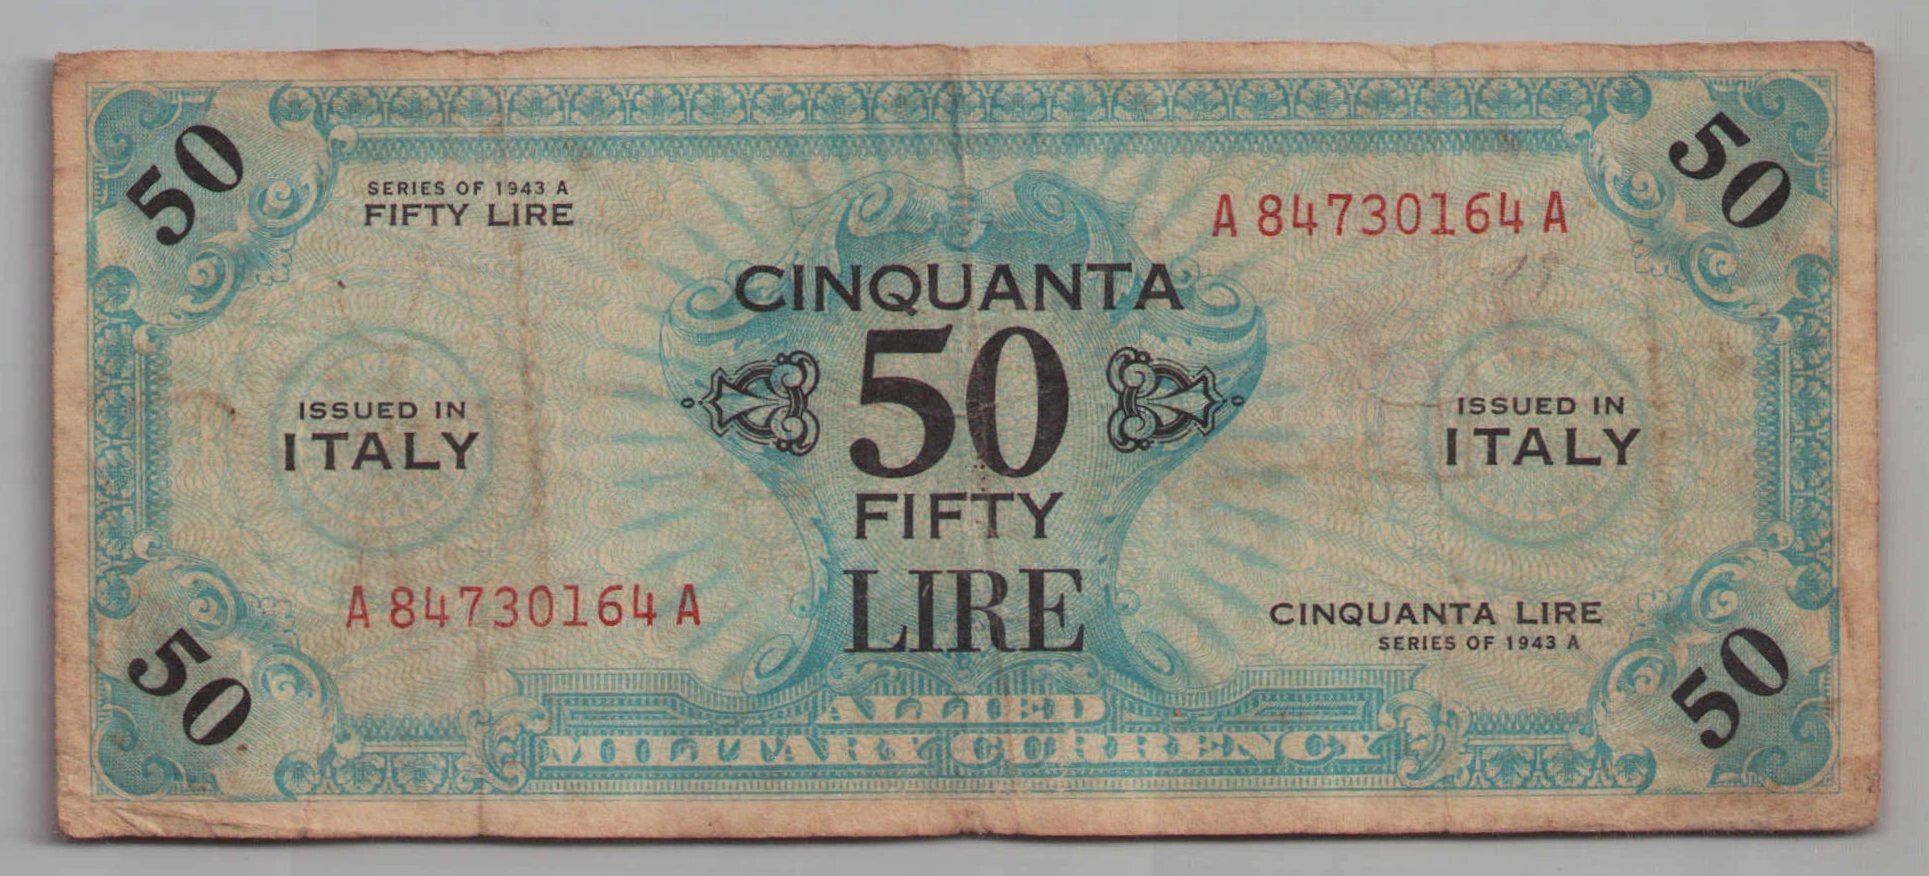 50
50
SERIES OF 1943 A
FIFTY LIRE
A 84730164 A
CINQUANTA
50
FIFTY
LIRE
ISSUED IN
ITALY
ISSUED IN
ITALY
A 84730164 A
CINQUANTA LIRE
SERIES OF 1943 A
50
50
ALLIED
MILITARY CURRENCY